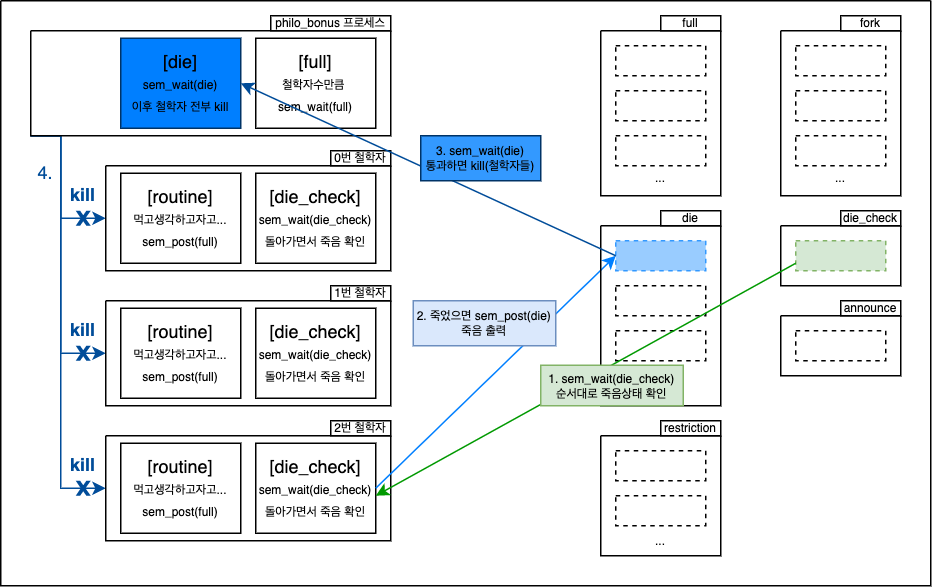 philo_bonus 프로세스
[die]
sem_wait(die)
이후 철학자 전부 kill
[full]
철학자수만큼
sem_wait(full)
full
...
fork
...
3. sem_wait(die)
통과하면 kill(철학자들)
4.
0번 철학자
kill
X
[routine]
먹고생각하고자고...
sem_post(full)
[die_check]
sem_wait(die_check)
돌아가면서 죽음 확인
die
die_check
1번 철학자
kill
X
[routine]
먹고생각하고자고...
sem_post(full)
[die_check]
sem_wait(die_check)
돌아가면서 죽음 확인
2. 죽었으면 sem_post(die)
죽음 출력
announce
1. sem_wait(die_check)
순서대로 죽음상태 확인
2번 철학자
kill
X
[routine]
먹고생각하고자고...
sem_post(full)
[die_check]
sem_wait(die_check)
돌아가면서 죽음 확인
restriction
...